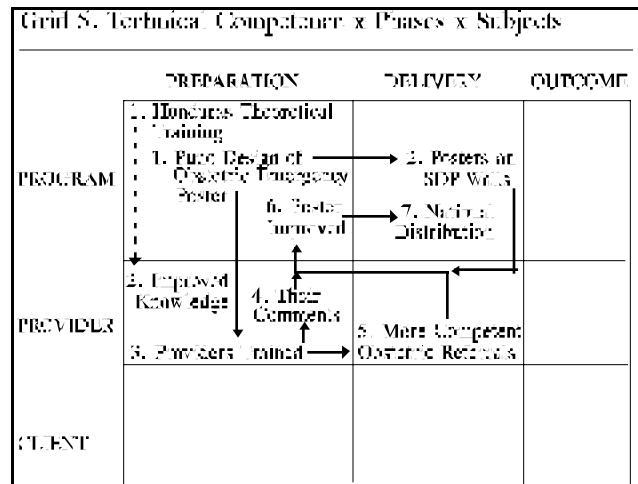 Grid 5. Technical Competence x Phases x Subjects
PREPARATION DELIVERY OUTCOME
1. Honduras Theoretical
Training
1. Puno Design of 2. Posters on
PROGRAM Obstetric Emergency SDP Walls
Poster
6. Poster 7. National
Improved Distribution
2. Improved
Knowledge 4. Their
Comments
PROVIDER 5. More Competent
3. Providers Trained Obstetric Referrals
CLIENT